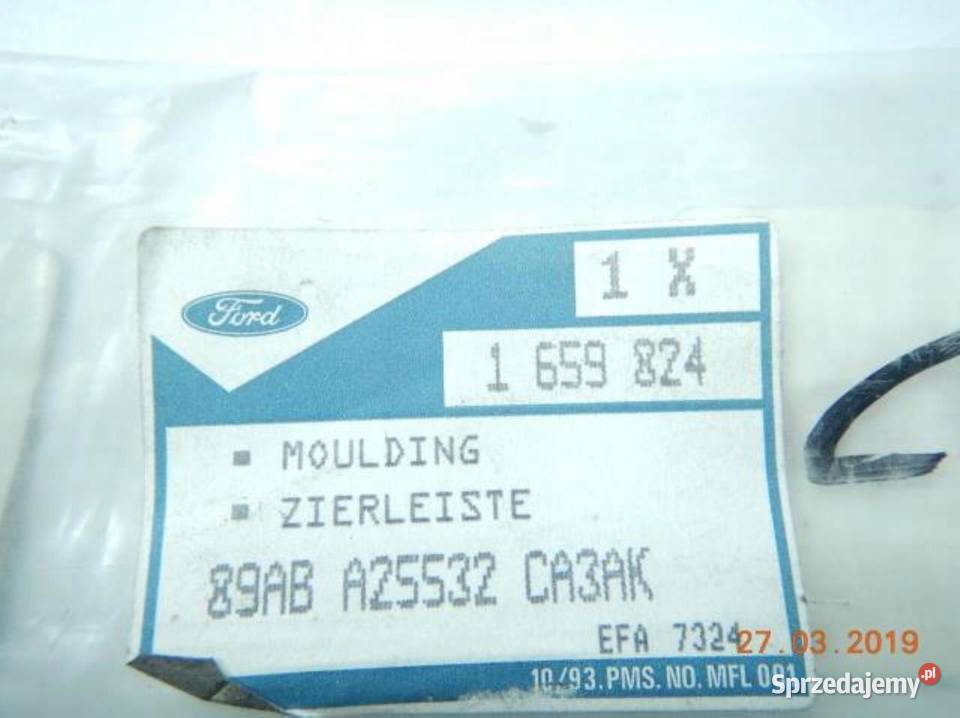 Ford
1 X
1 659 824
▪ MOULDING
▪ ZIERLEISTE
89AB A25532 CA3AK
EFA 7324
27.03.2019
10/93.PMS.NO.MFL 001
Sprzedajemy.pl